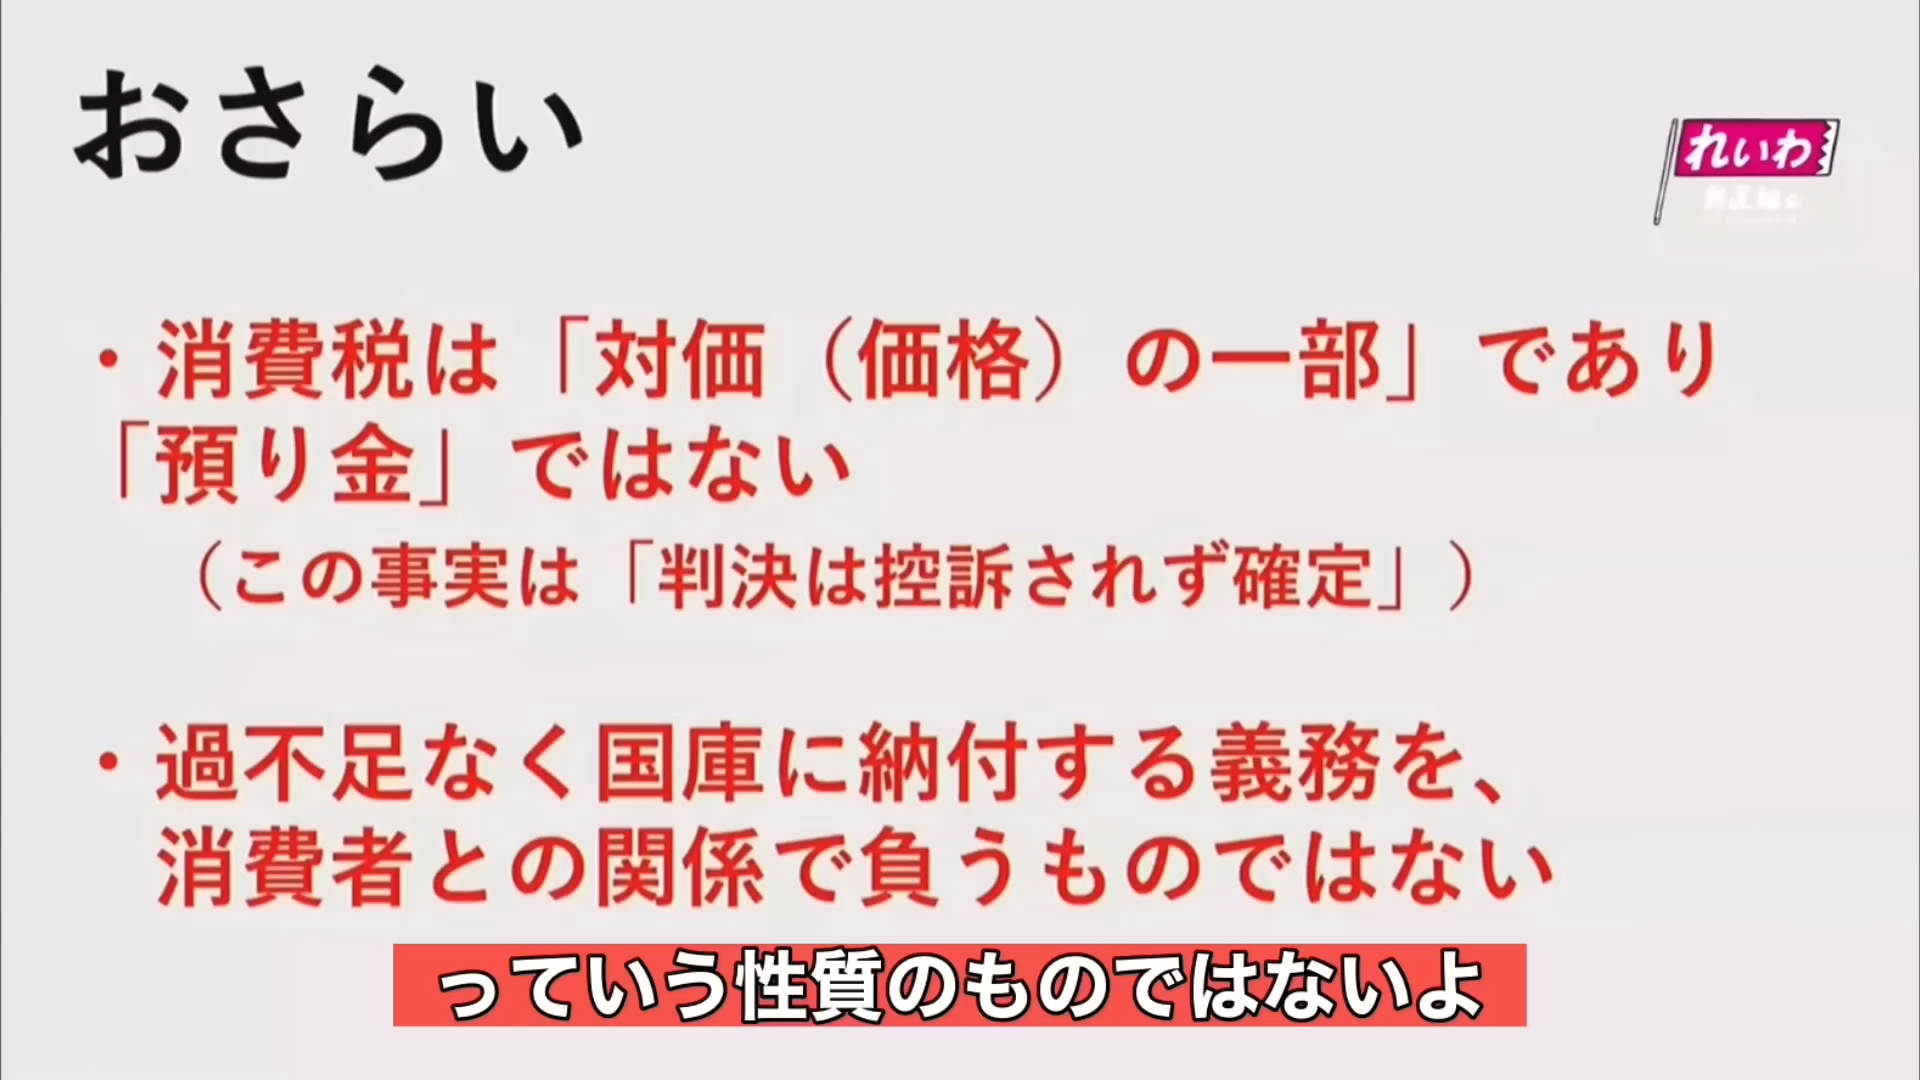 おさらい
れいわ
・消費税は「対価（価格）の一部」であり
「預り金」ではない
（この事実は「判決は控訴されず確定」）
・過不足なく国庫に納付する義務を、
消費者との関係で負うものではない
っていう性質のものではないよ